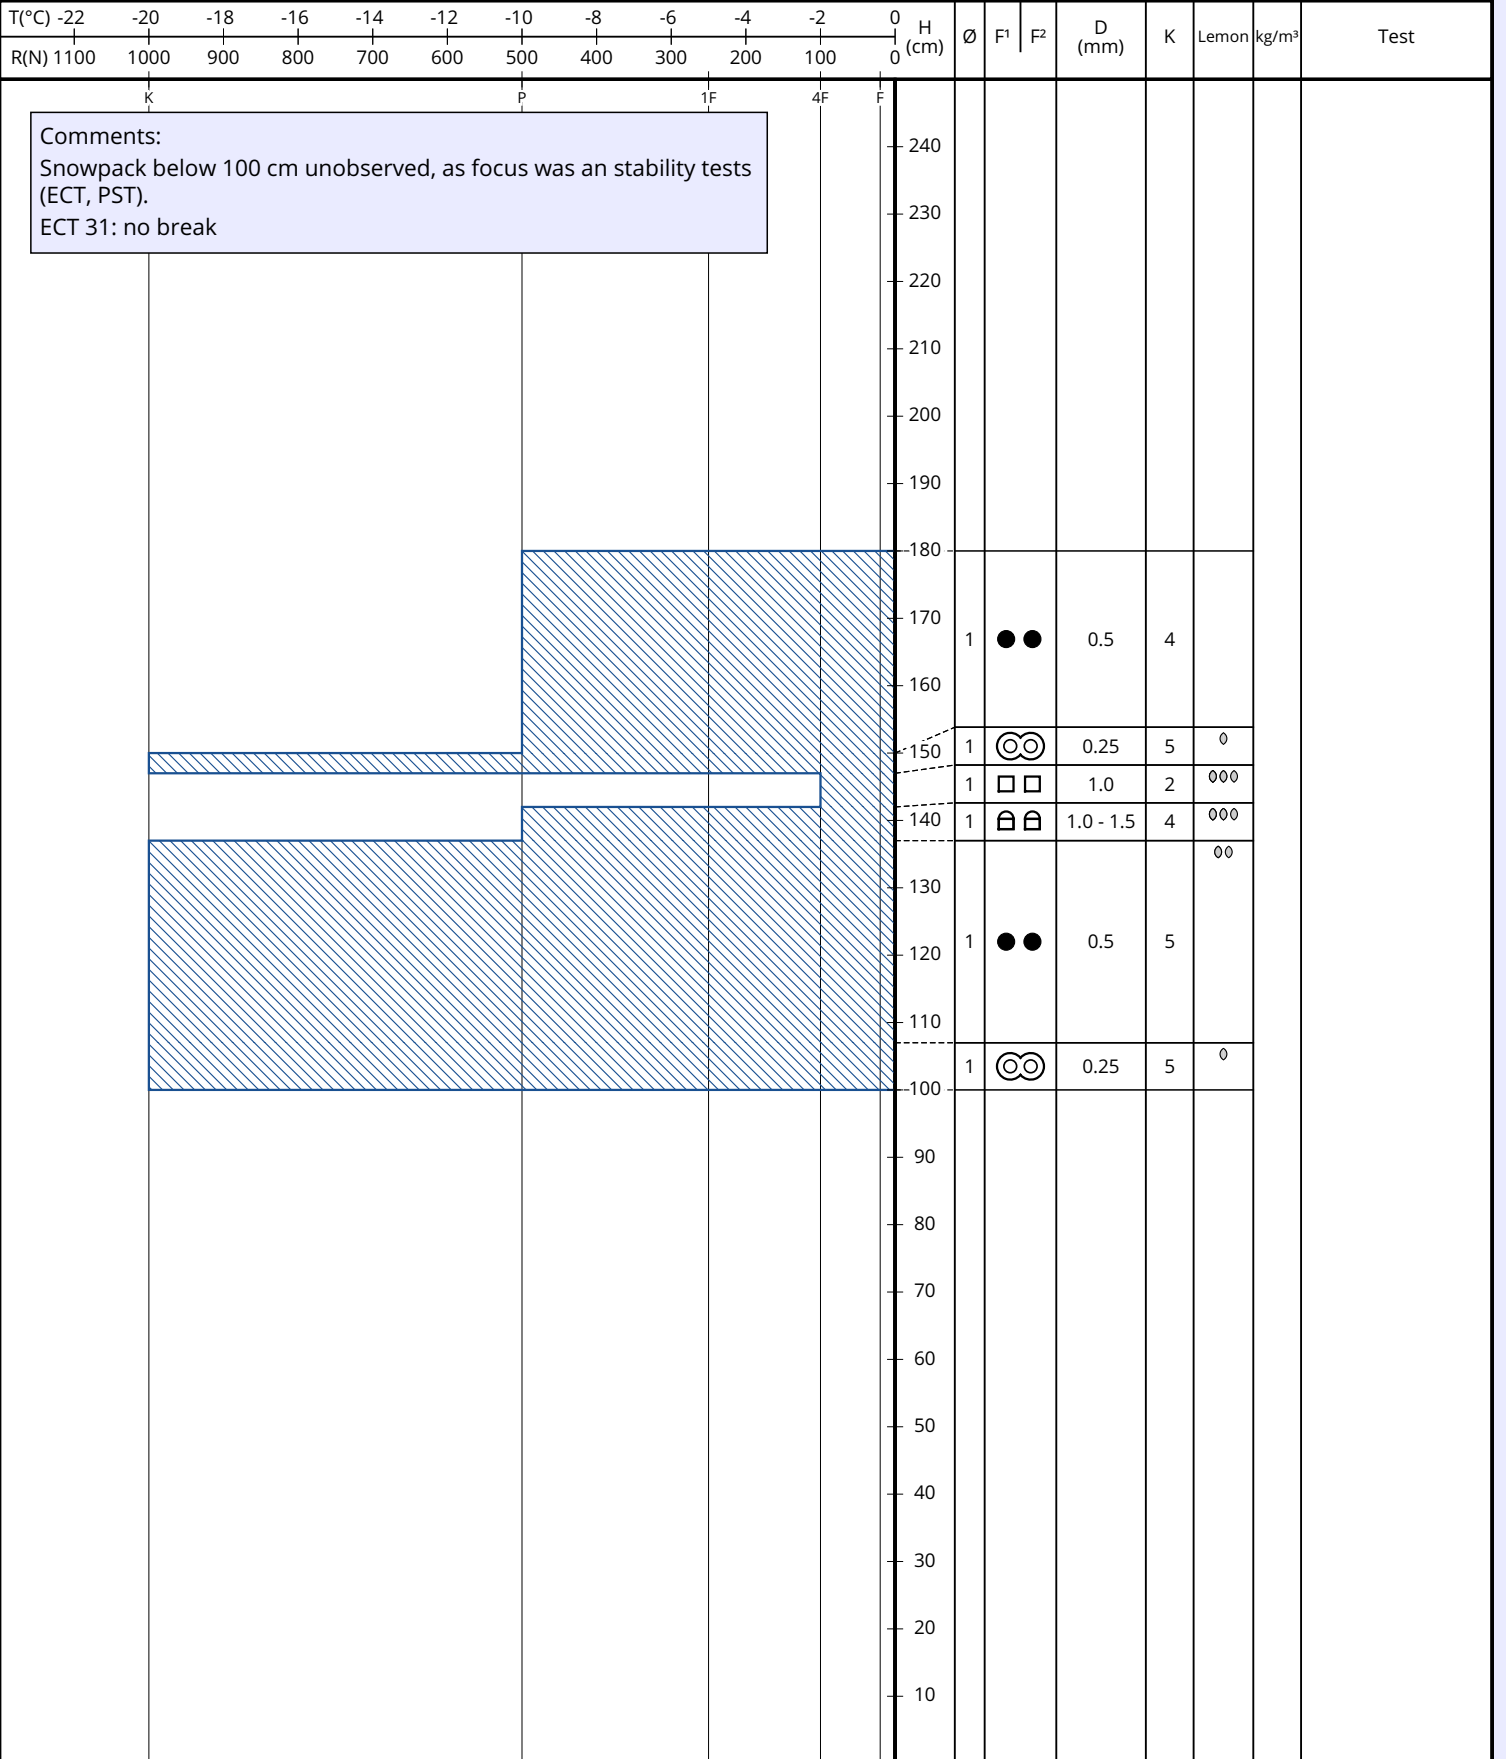 T(°C) -22 -20 -18 -16 -14 -12 -10 -8 -6 -4 -2 0
R(N) 1100 1000 900 800 700 600 500 400 300 200 100 0
H (cm) Ø F¹ F² D (mm) K Lemon kg/m³ Test
K P 1F 4F F
Comments:
Snowpack below 100 cm unobserved, as focus was an stability tests
(ECT, PST).
ECT 31: no break
240
230
220
210
200
190
180
170
1 0.5 4
160
150
1 0.25 5
1 1.0 2
140
1 1.0 - 1.5 4
130
1 0.5 5
120
110
1 0.25 5
100
90
80
70
60
50
40
30
20
10